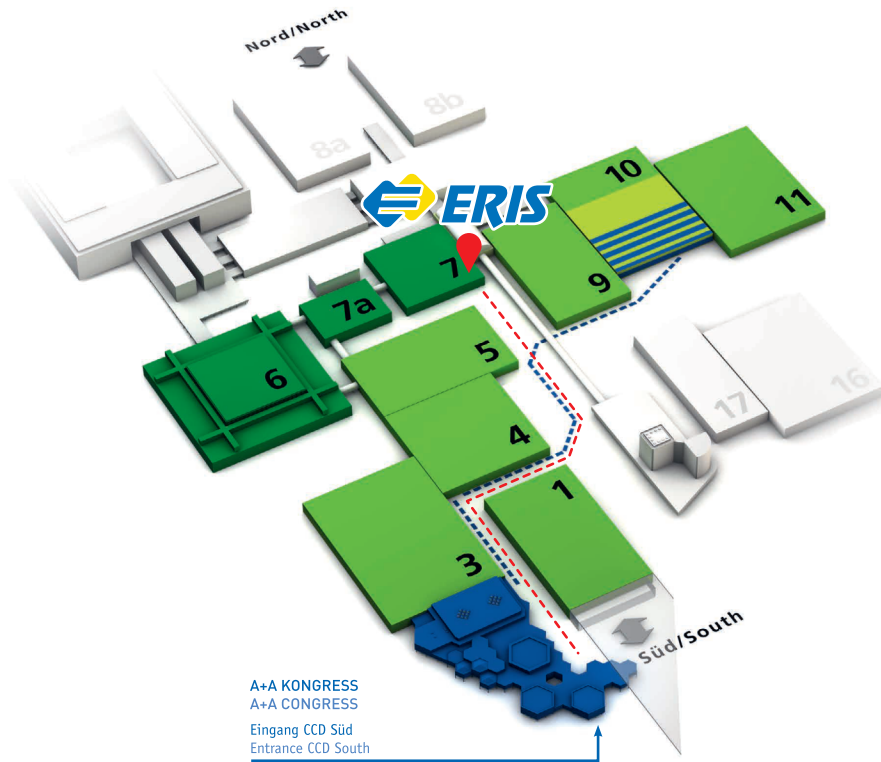 Nord/North
8b
8a
10
11
ERIS
7
9
7a
5
6
17
16
4
1
3
Süd/South
A+A KONGRESS
A+A CONGRESS
Eingang CCD Süd
Entrance CCD South